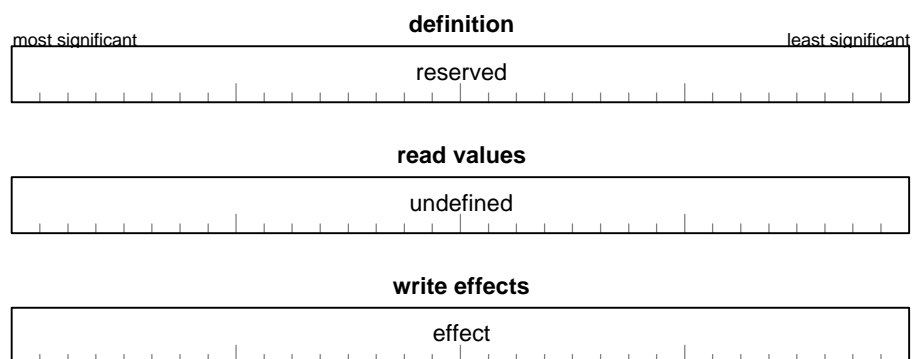 definition
most significant least significant
reserved
read values
undefined
write effects
effect